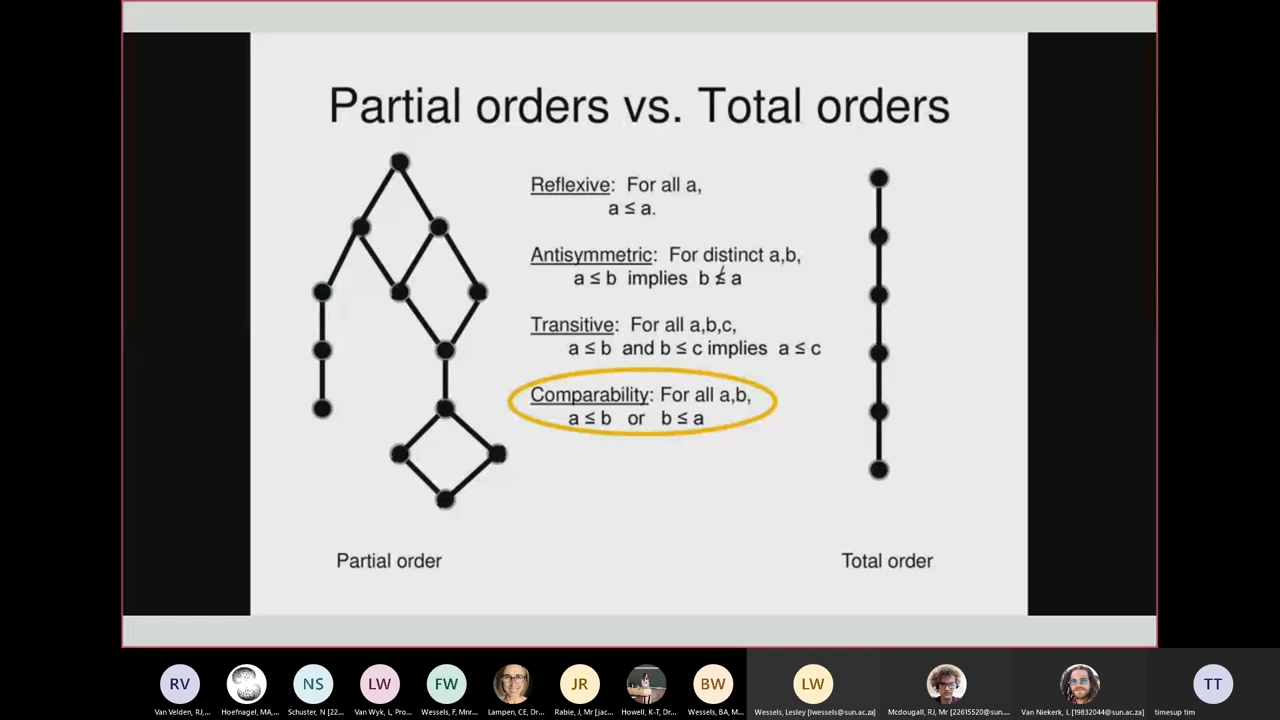 Partial orders vs. Total orders
Reflexive: For all a,
a ≤ a.
Antisymmetric: For distinct a,b,
a ≤ b implies b ≰ a
Transitive: For all a,b,c,
a ≤ b and b ≤ c implies a ≤ c
Comparability: For all a,b,
a ≤ b or b ≤ a
Partial order
Total order
RV
NS
LW
FW
JR
BW
LW
TT
Van Velden, RJ,...
Hoefnagel, MA,...
Schuster, N [22...
Van Wyk, L, Pro...
Wessels, F, Mnr...
Lampen, CE, Dr...
Rabie, J, Mr [jac...
Howell, K-T, Dr...
Wessels, BA, M...
Wessels, Lesley [lwessels@sun.ac.za]
Mcdougall, RJ, Mr [22615520@sun....
Van Niekerk, L [19832044@sun.ac.za]
timesup tim